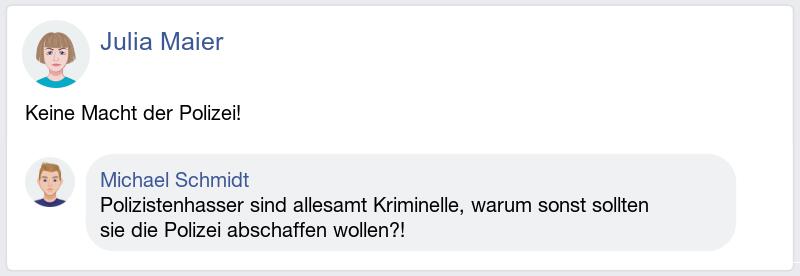 Julia Maier
Keine Macht der Polizei!
Michael Schmidt
Polizistenhasser sind allesamt Kriminelle, warum sonst sollten
sie die Polizei abschaffen wollen?!